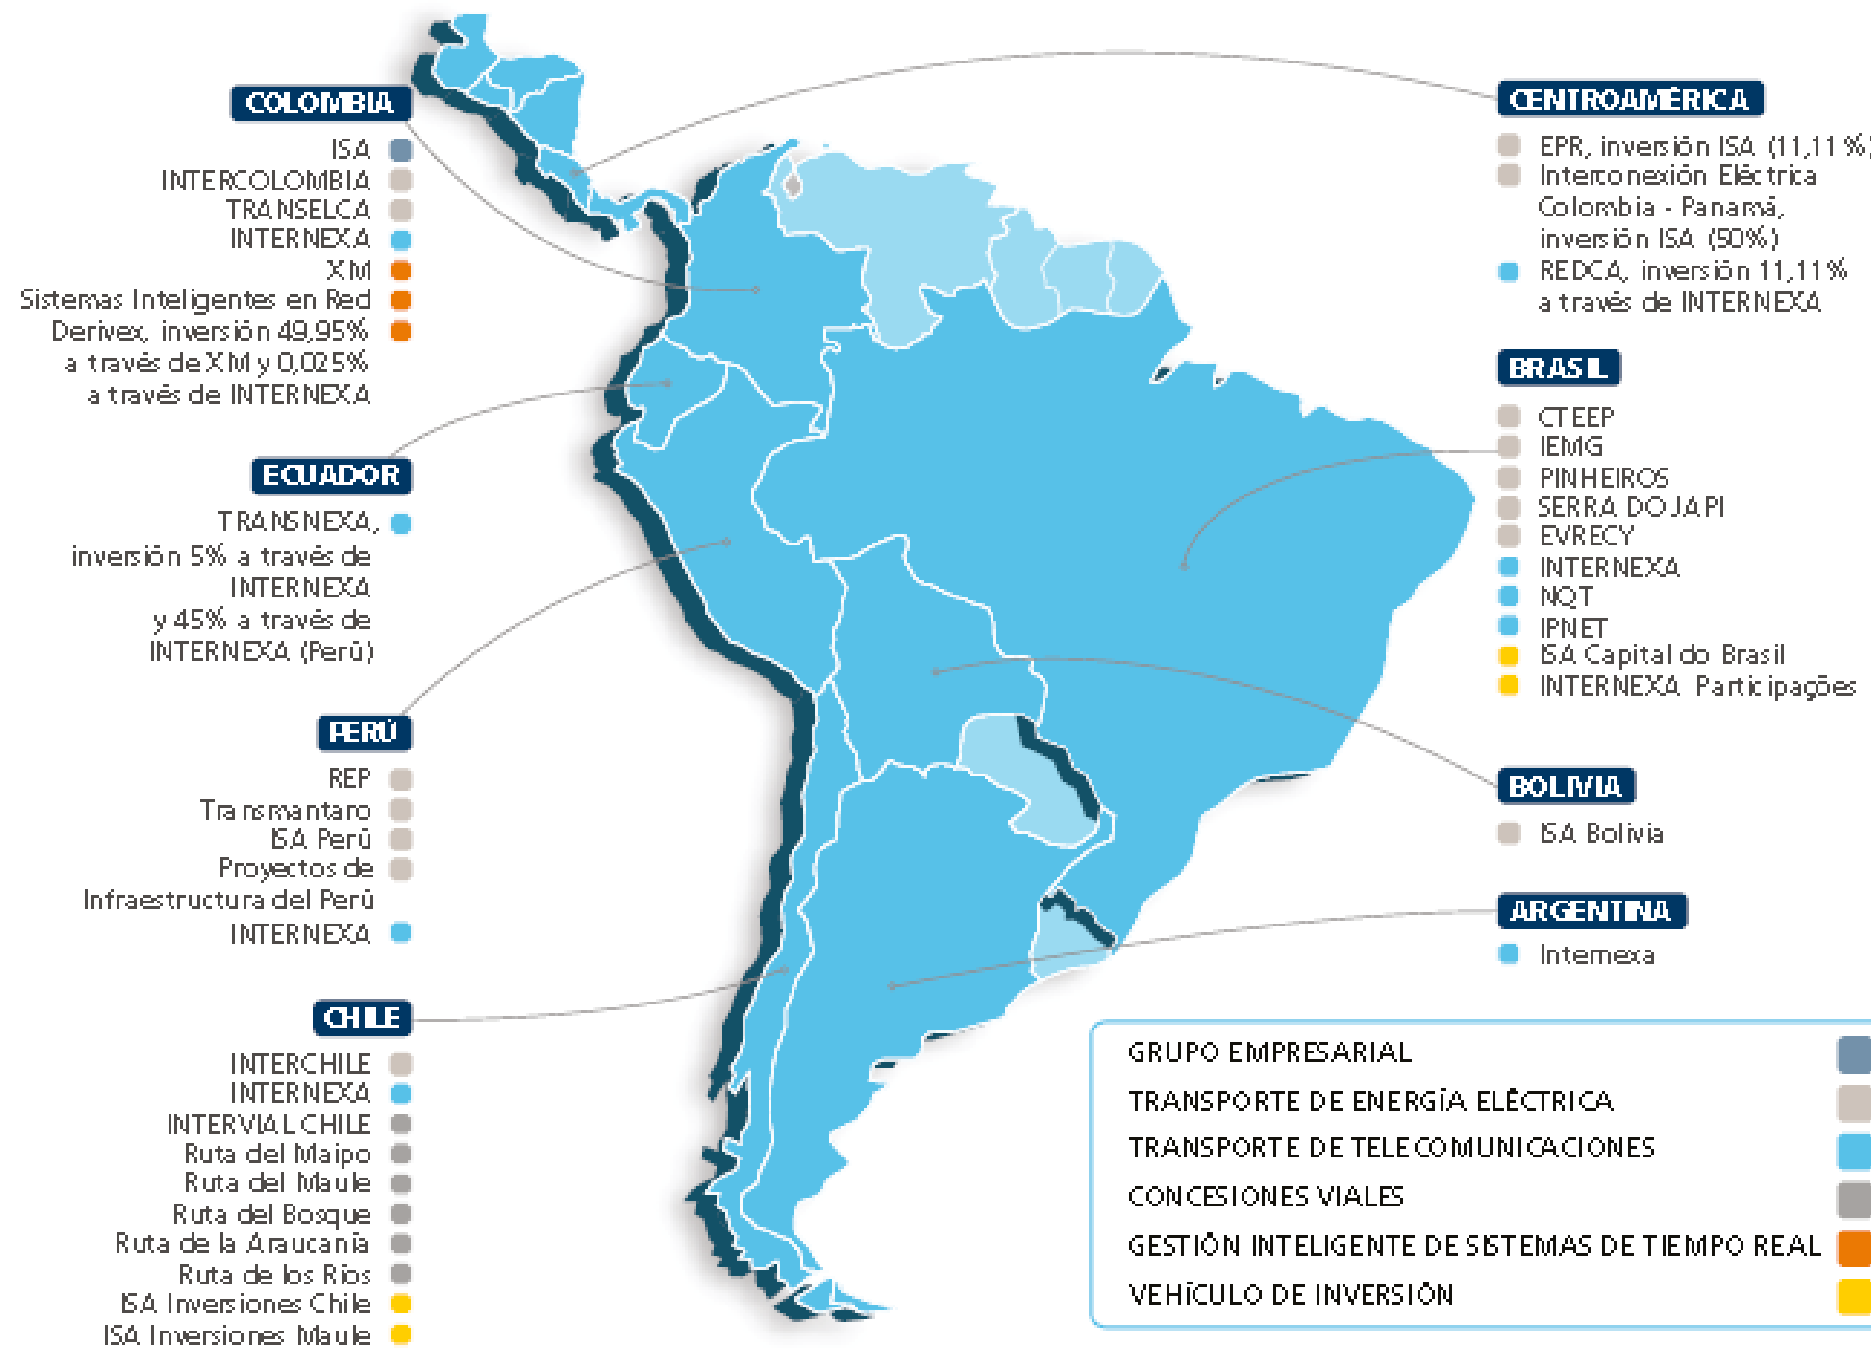 COLOMBIA
ISA
INTERCOLOMBIA
TRANSELCA
INTERNEXA
XM
Sistemas Inteligentes en Red
Derivex, inversión 49,95%
a través de XM y 0,025%
a través de INTERNEXA
ECUADOR
TRANSNEXA,
inversión 5% a través de
INTERNEXA
y 45% a través de
INTERNEXA (Perú)
PERÚ
REP
Transmantaro
ISA Perú
Proyectos de
Infraestructura del Perú
INTERNEXA
CHILE
INTERCHILE
INTERNEXA
INTERVIAL CHILE
Ruta del Maipo
Ruta del Maule
Ruta del Bosque
Ruta de la Araucanía
Ruta de los Ríos
ISA Inversiones Chile
ISA Inversiones Maule
CENTROAMÉRICA
EPR, inversión ISA (11,11%)
Interconexión Eléctrica
Colombia - Panamá,
inversión ISA (50%)
REDCA, inversión 11,11%
a través de INTERNEXA
BRASIL
CTEEP
IEMG
PINHEIROS
SERRA DO JAPI
EVRECY
INTERNEXA
NQT
IPNET
ISA Capital do Brasil
INTERNEXA Participações
BOLIVIA
ISA Bolivia
ARGENTINA
Internexa
GRUPO EMPRESARIAL
TRANSPORTE DE ENERGÍA ELÉCTRICA
TRANSPORTE DE TELECOMUNICACIONES
CONCESIONES VIALES
GESTIÓN INTELIGENTE DE SISTEMAS DE TIEMPO REAL
VEHÍCULO DE INVERSIÓN